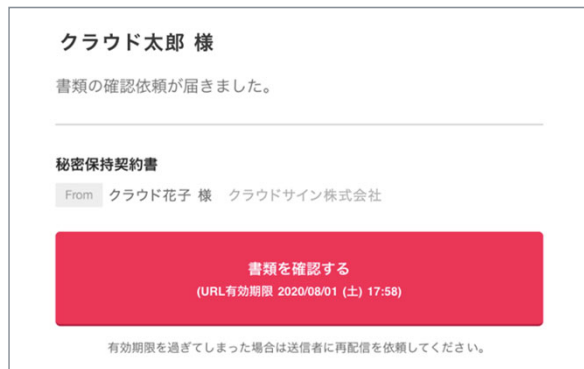 クラウド太郎 様
書類の確認依頼が届きました。
秘密保持契約書
From クラウド花子 様 クラウドサイン株式会社
書類を確認する
(URL有効期限 2020/08/01 (土) 17:58)
有効期限を過ぎてしまった場合は送信者に再配信を依頼してください。